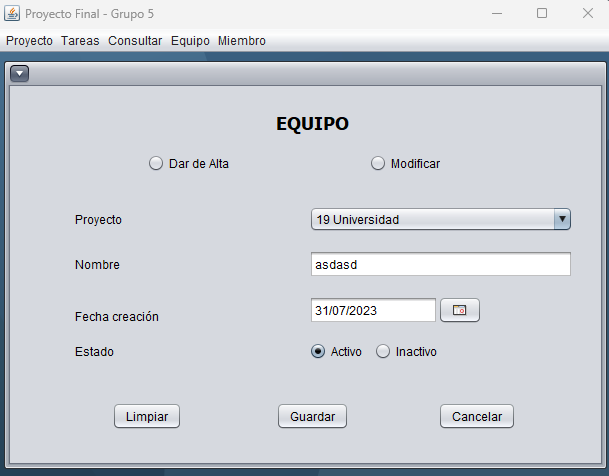 Proyecto Final - Grupo 5
Proyecto Tareas Consultar Equipo Miembro
EQUIPO
Dar de Alta Modificar
Proyecto 19 Universidad
Nombre asdasd
Fecha creación 31/07/2023
Estado Activo Inactivo
Limpiar Guardar Cancelar